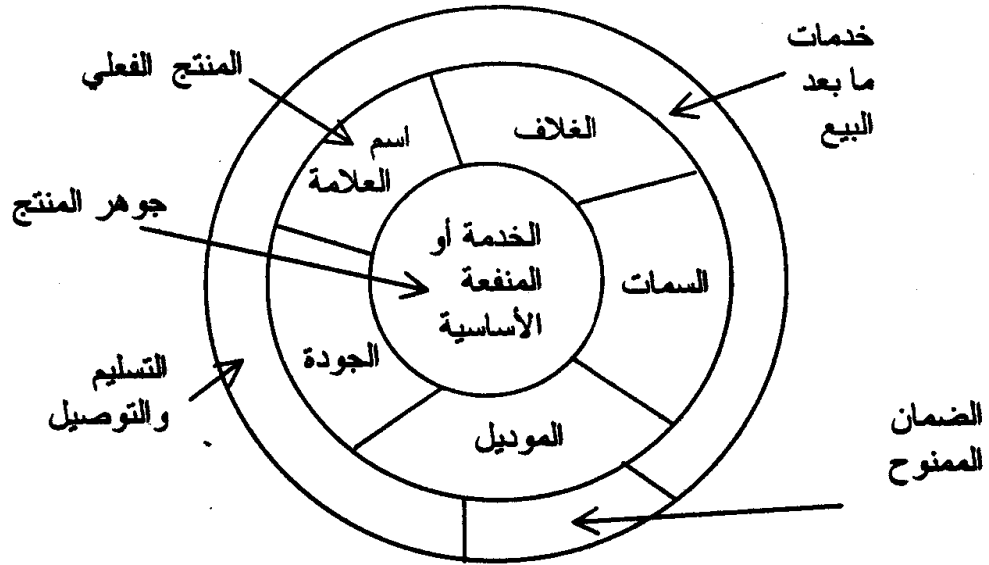 خدمات
ما بعد
البيع
المنتج الفعلي
الغلاف
اسم
العلامة
جوهر المنتج
الخدمة أو
المنفعة
الأساسية
السمات
الجودة
التسليم
والتوصيل
الموديل
الضمان
الممنوح